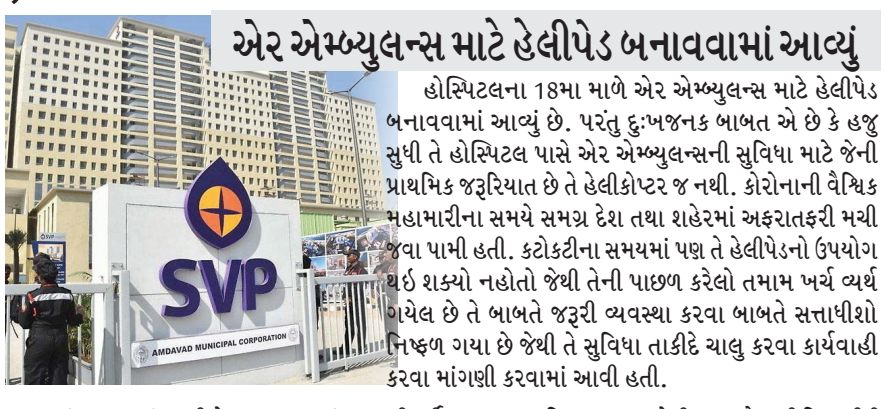 એર એમ્બ્યુલન્સ માટે હેલીપેડ બનાવવામાં આવ્યું
હોસ્પિટલના 18મા માળે એર એમ્બ્યુલન્સ માટે હેલીપેડ
બનાવવામાં આવ્યું છે. પરંતુ દુઃખજનક બાબત એ છે કે હજુ
સુધી તે હોસ્પિટલ પાસે એર એમ્બ્યુલન્સની સુવિધા માટે જેની
પ્રાથમિક જરૂરિયાત છે તે હેલીકોપ્ટર જ નથી. કોરોનાની વૈશ્વિક
મહામારીના સમયે સમગ્ર દેશ તથા શહેરમાં અફરાતફરી મચી
જવા પામી હતી. કટોકટીના સમયમાં પણ તે હેલીપેડનો ઉપયોગ
થઇ શક્યો નહોતો જેથી તેની પાછળ કરેલો તમામ ખર્ચ વ્યર્થ
ગયેલ છે તે બાબતે જરૂરી વ્યવસ્થા કરવા બાબતે સત્તાધીશો
નિષ્ફળ ગયા છે જેથી તે સુવિધા તાકીદે ચાલુ કરવા કાર્યવાહી
કરવા માંગણી કરવામાં આવી હતી.
SVP
SVP
AMDAVAD MUNICIPAL CORPORATION